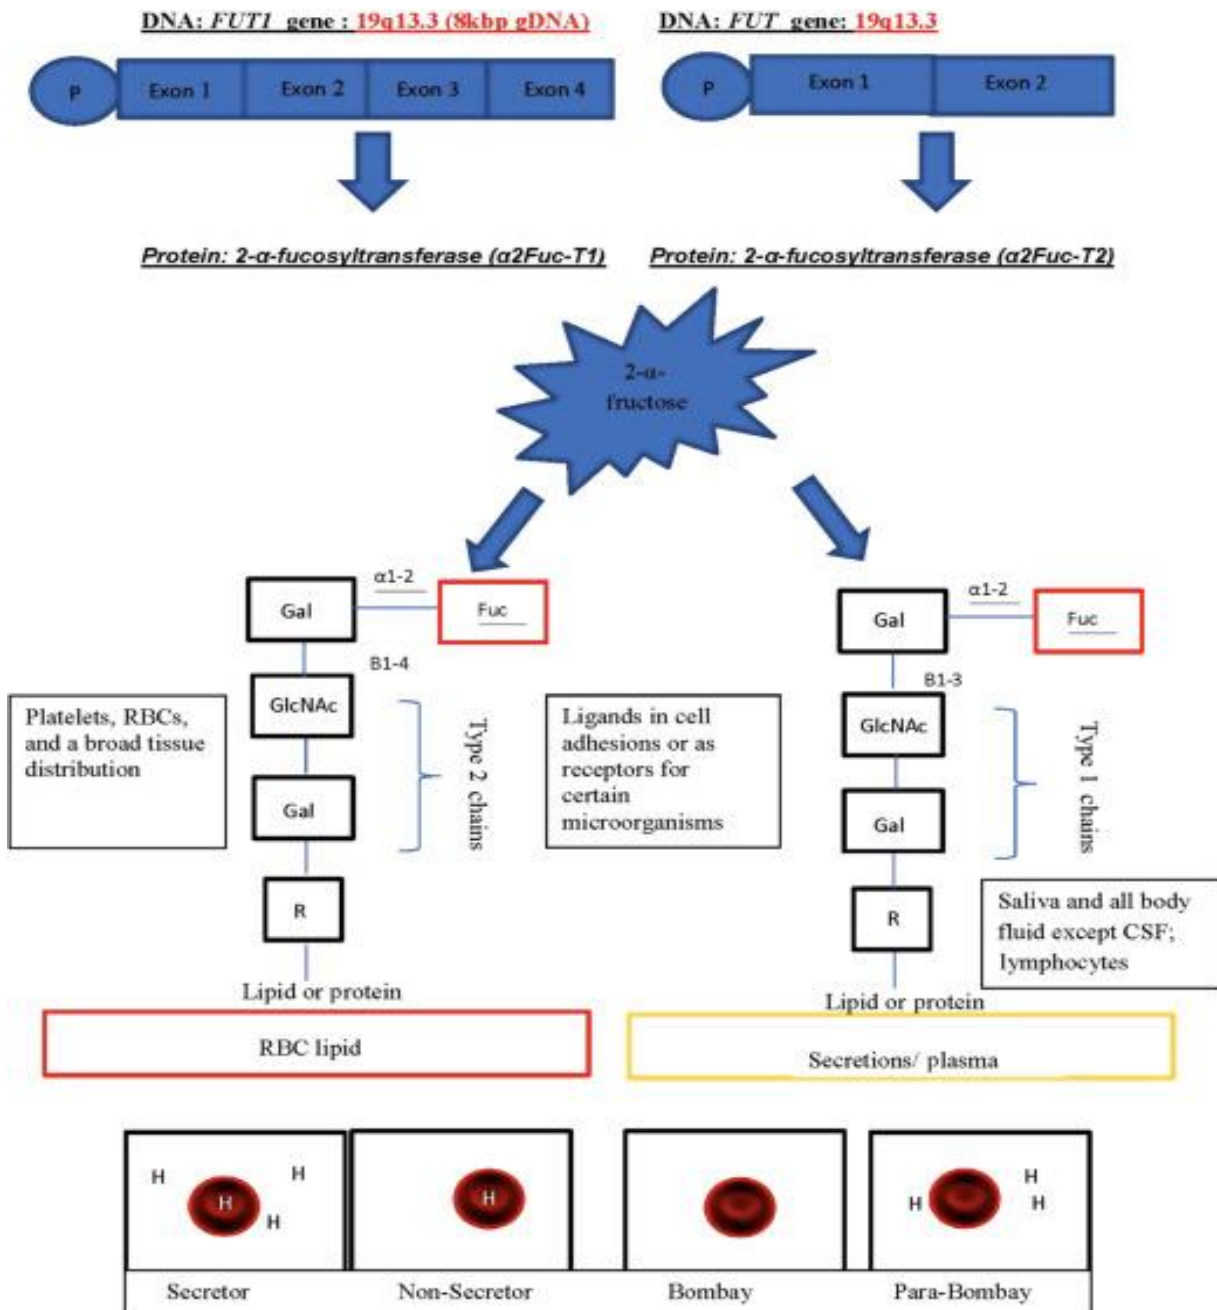 DNA: FUT1 gene : 19q13.3 (8kbp gDNA)
DNA: FUT gene: 19q13.3
P
Exon 1
Exon 2
Exon 3
Exon 4
P
Exon 1
Exon 2
Protein: 2-α-fucosyltransferase (α2Fuc-T1)
Protein: 2-α-fucosyltransferase (α2Fuc-T2)
2-α-
fructose
Gal
α1-2
Fuc
B1-4
GlcNAc
Gal
R
Type 2 chains
Lipid or protein
Platelets, RBCs,
and a broad tissue
distribution
Ligands in cell
adhesions or as
receptors for
certain
microorganisms
Gal
α1-2
Fuc
B1-3
GlcNAc
Gal
R
Type 1 chains
Saliva and all body
fluid except CSF;
lymphocytes
Lipid or protein
RBC lipid
Secretions/ plasma
H
H
H
H
H
H
H
H
Secretor
Non-Secretor
Bombay
Para-Bombay